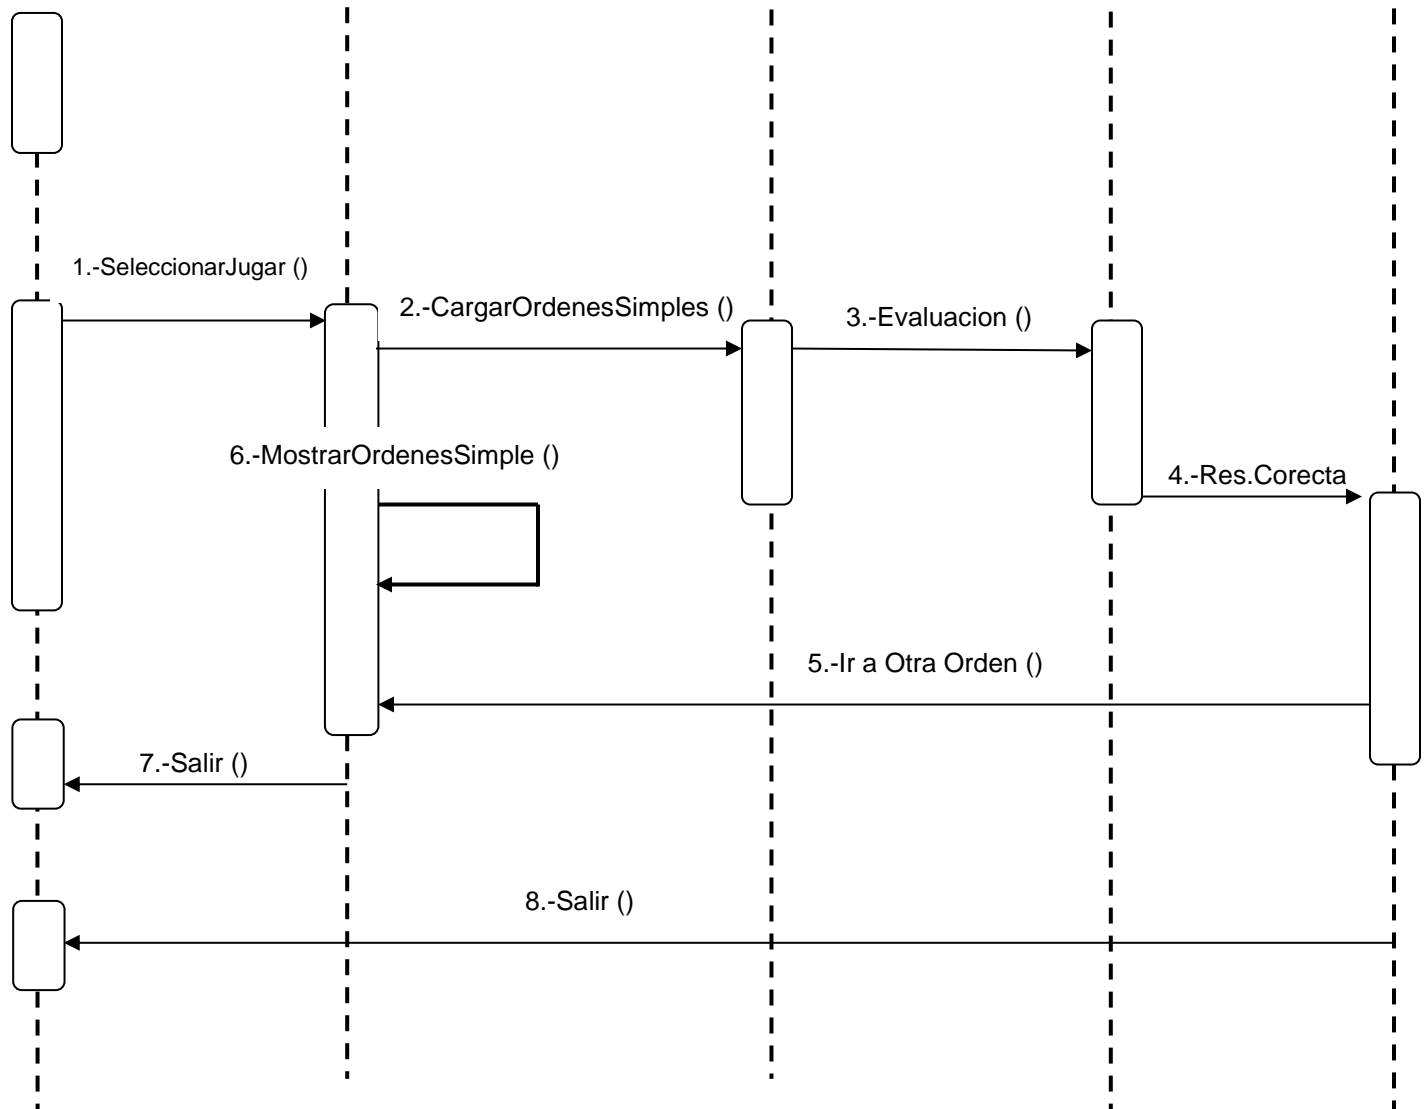 1.-SeleccionarJugar ()
2.-CargarOrdenesSimples ()
3.-Evaluacion ()
6.-MostrarOrdenesSimple ()
4.-Res.Corecta
5.-Ir a Otra Orden ()
7.-Salir ()
8.-Salir ()